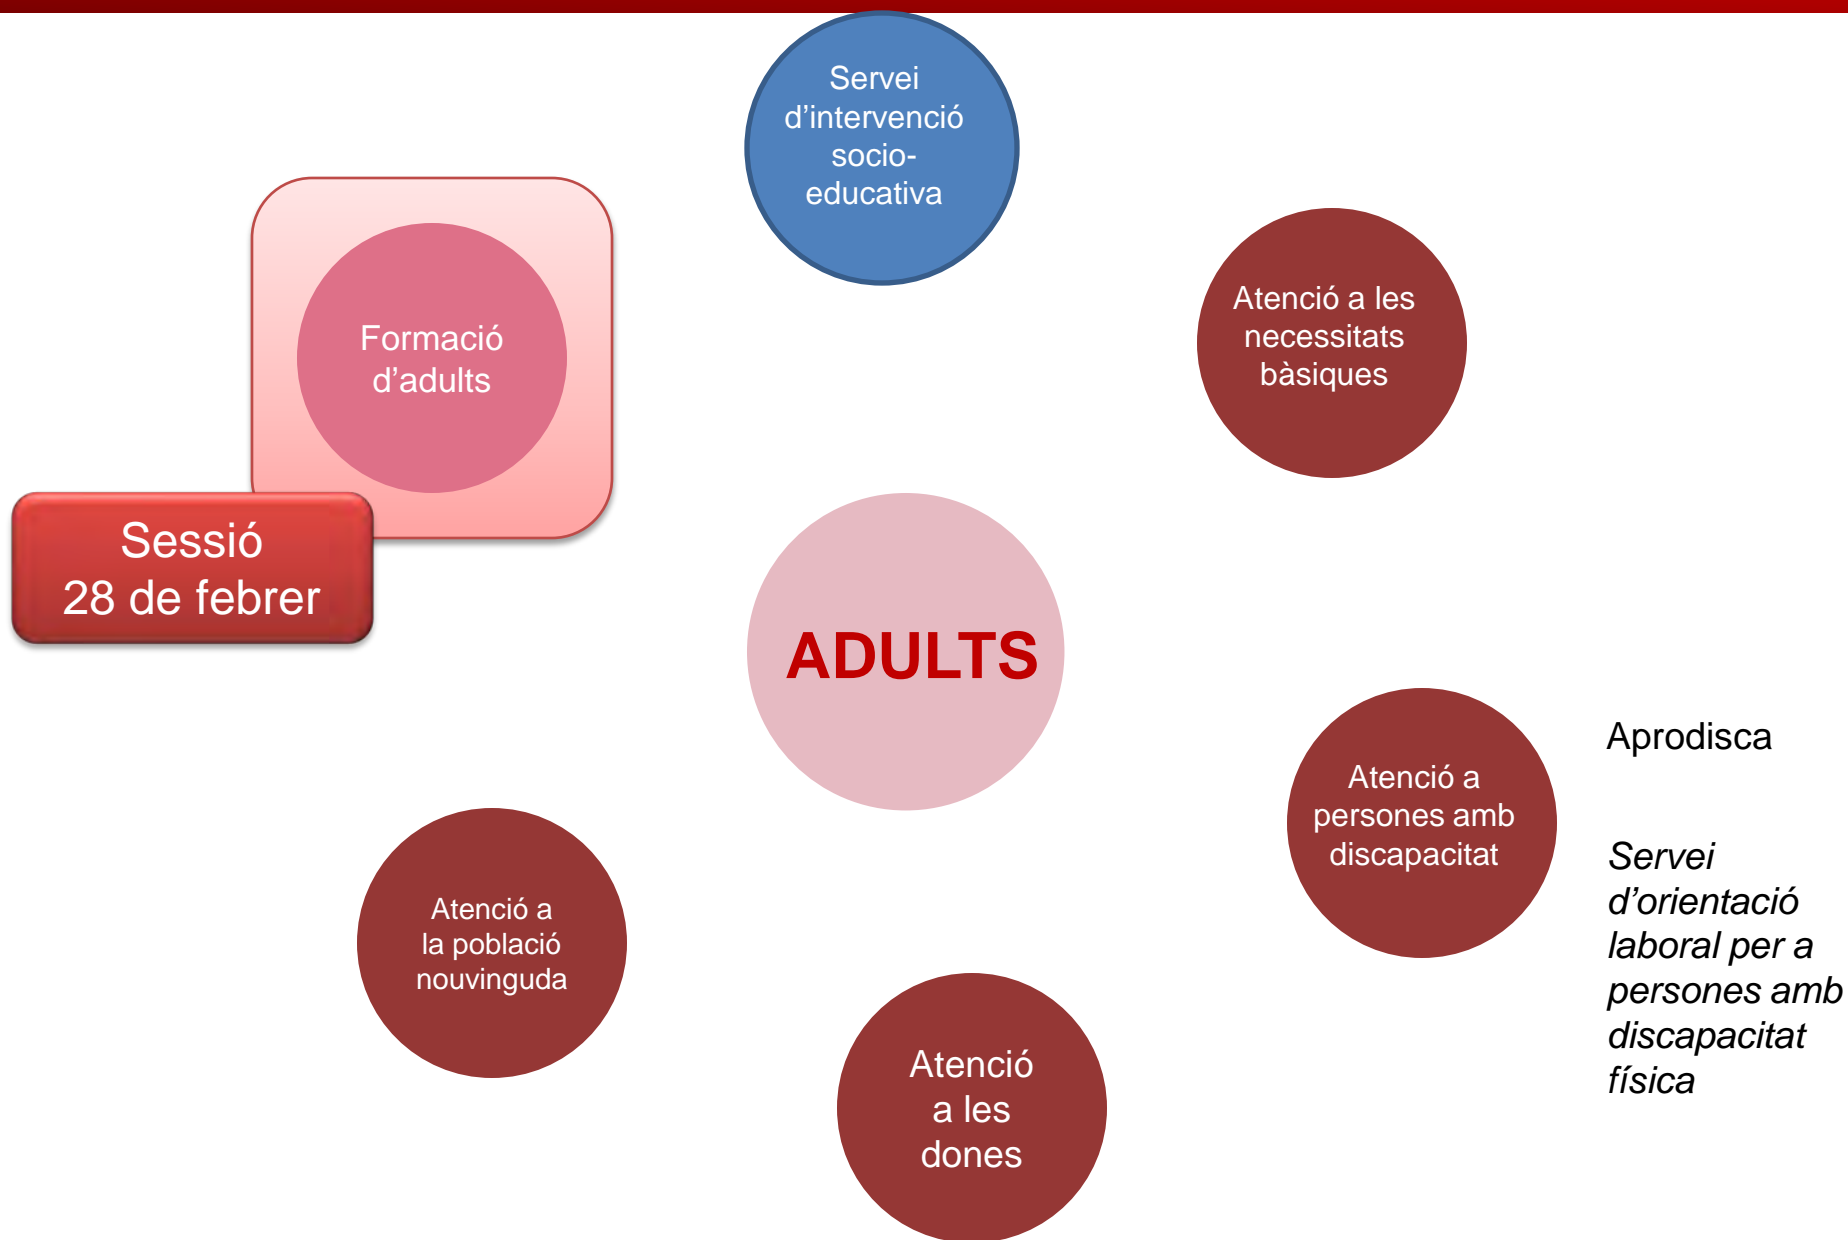 Servei
d’intervenció
socio-
educativa
Formació
d’adults
Atenció a les
necessitats
bàsiques
Sessió
28 de febrer
ADULTS
Atenció a
persones amb
discapacitat
Aprodisca
Servei
d’orientació
laboral per a
persones amb
discapacitat
física
Atenció a
la població
nouvinguda
Atenció
a les
dones